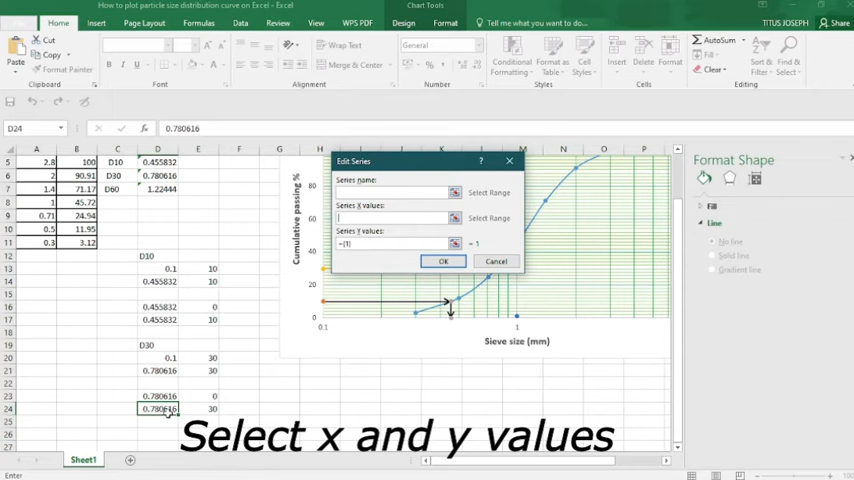 How to plot particle size distribution curve on Excel - Excel
Chart Tools
TITUS JOSEPH
Home Insert Page Layout Formulas Data Review View WPS PDF Design Format Tell me what you want to do... Share
Cut
Copy
Format Painter
Paste
Clipboard
B I U
Font
Wrap Text
Merge & Center
Alignment
General
Number
Conditional Formatting
Format as Table
Cell Styles
Styles
Insert Delete Format
Cells
AutoSum
Fill
Clear
Sort & Filter
Find & Select
Editing
D24 fx 0.780616
A B C D E F G H I J K L M N O P
5 2.8 100 D10 0.455832
6 2 90.91 D30 0.780616
7 1.4 71.17 D60 1.22444
8 1 45.72
9 0.71 24.94
10 0.5 11.95
11 0.3 3.12
12 D10
13 0.1 10
14 0.455832 10
15
16 0.455832 0
17 0.455832 10
18
19 D30
20 0.1 30
21 0.780616 30
22
23 0.780616 0
24 0.780616 30
25
26
27
Cumulative passing %
80
60
40
20
0
0.1 1
Sieve size (mm)
Edit Series ? ×
Series name:
Select Range
Series X values:
Select Range
Series Y values:
={1} = 1
OK Cancel
Format Shape
Fill
Line
No line
Solid line
Gradient line
Select x and y values
Sheet1
Enter
100